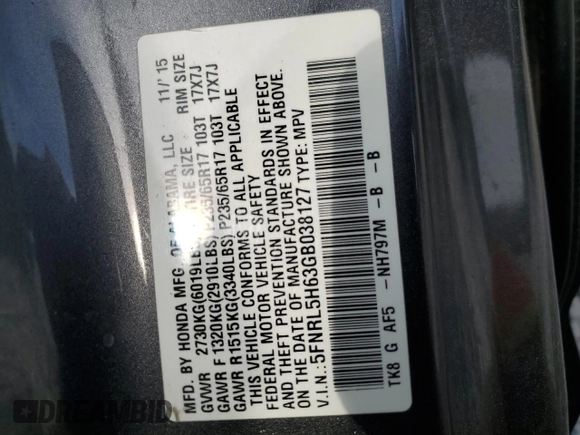 MFD. BY HONDA MFG. OF ALABAMA, LLC 11/'15
GVWR 2730KG(6019LBS) TIRE SIZE RIM SIZE
GAWR F 1320KG(2910LBS) P235/65R17 103T 17X7J
GAWR R 1515KG(3340LBS) P235/65R17 103T 17X7J
THIS VEHICLE CONFORMS TO ALL APPLICABLE
FEDERAL MOTOR VEHICLE SAFETY
AND THEFT PREVENTION STANDARDS IN EFFECT
ON THE DATE OF MANUFACTURE SHOWN ABOVE.
V.I.N.:5FNRL5H63GB038127 TYPE: MPV
TK8 G AF5 -NH797M -B -B
DREAMBID